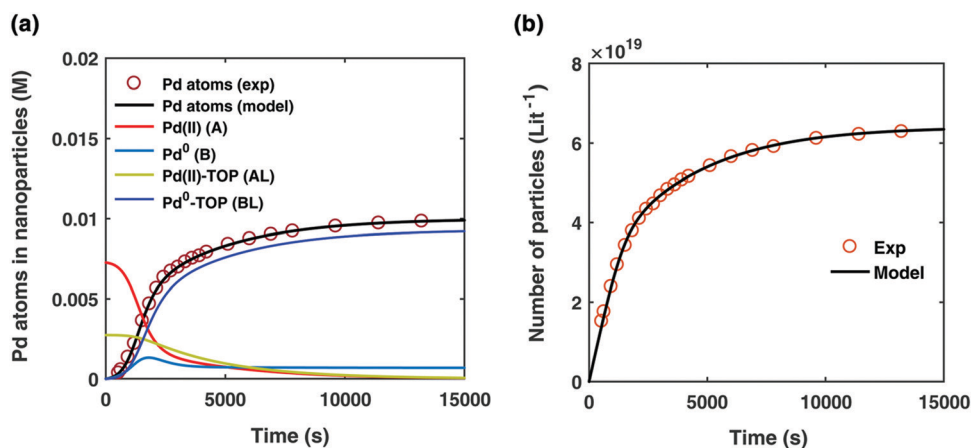 (a)
Pd atoms in nanoparticles (M)
0.02
0.015
0.01
0.005
0
Pd atoms (exp)
Pd atoms (model)
Pd(II) (A)
Pd⁰ (B)
Pd(II)-TOP (AL)
Pd⁰-TOP (BL)
0 5000 10000 15000
Time (s)
(b)
×10¹⁹
Number of particles (Lit⁻¹)
8
6
4
2
0
Exp
Model
0 5000 10000 15000
Time (s)